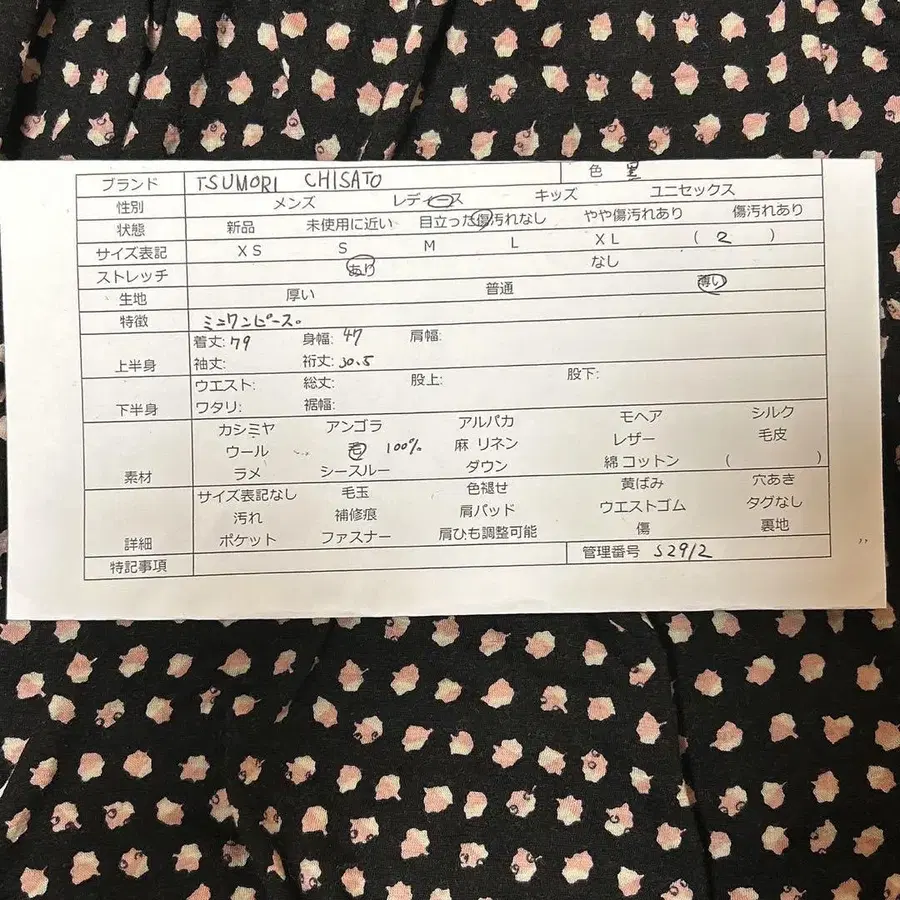 ブランド TSUMORI CHISATO 色 黒
性別 メンズ レディース キッズ ユニセックス
状態 新品 未使用に近い 目立った傷汚れなし やや傷汚れあり 傷汚れあり
サイズ表記 XS S M L XL ( 2 )
ストレッチ あり なし
生地 厚い 普通 薄い
特徴 ミニワンピース。
上半身 着丈: 79 身幅: 47 肩幅:
袖丈: 裄丈: 30.5
下半身 ウエスト: 総丈: 股上: 股下:
ワタリ: 裾幅:
素材 カシミヤ アンゴラ アルパカ モヘア シルク
ウール 100% 麻 リネン レザー 毛皮
ラメ シースルー ダウン 綿 コットン ( )
詳細 サイズ表記なし 毛玉 色褪せ 黄ばみ 穴あき
汚れ 補修痕 肩パッド ウエストゴム タグなし
ポケット ファスナー 肩ひも調整可能 傷 裏地
特記事項 管理番号 S2912